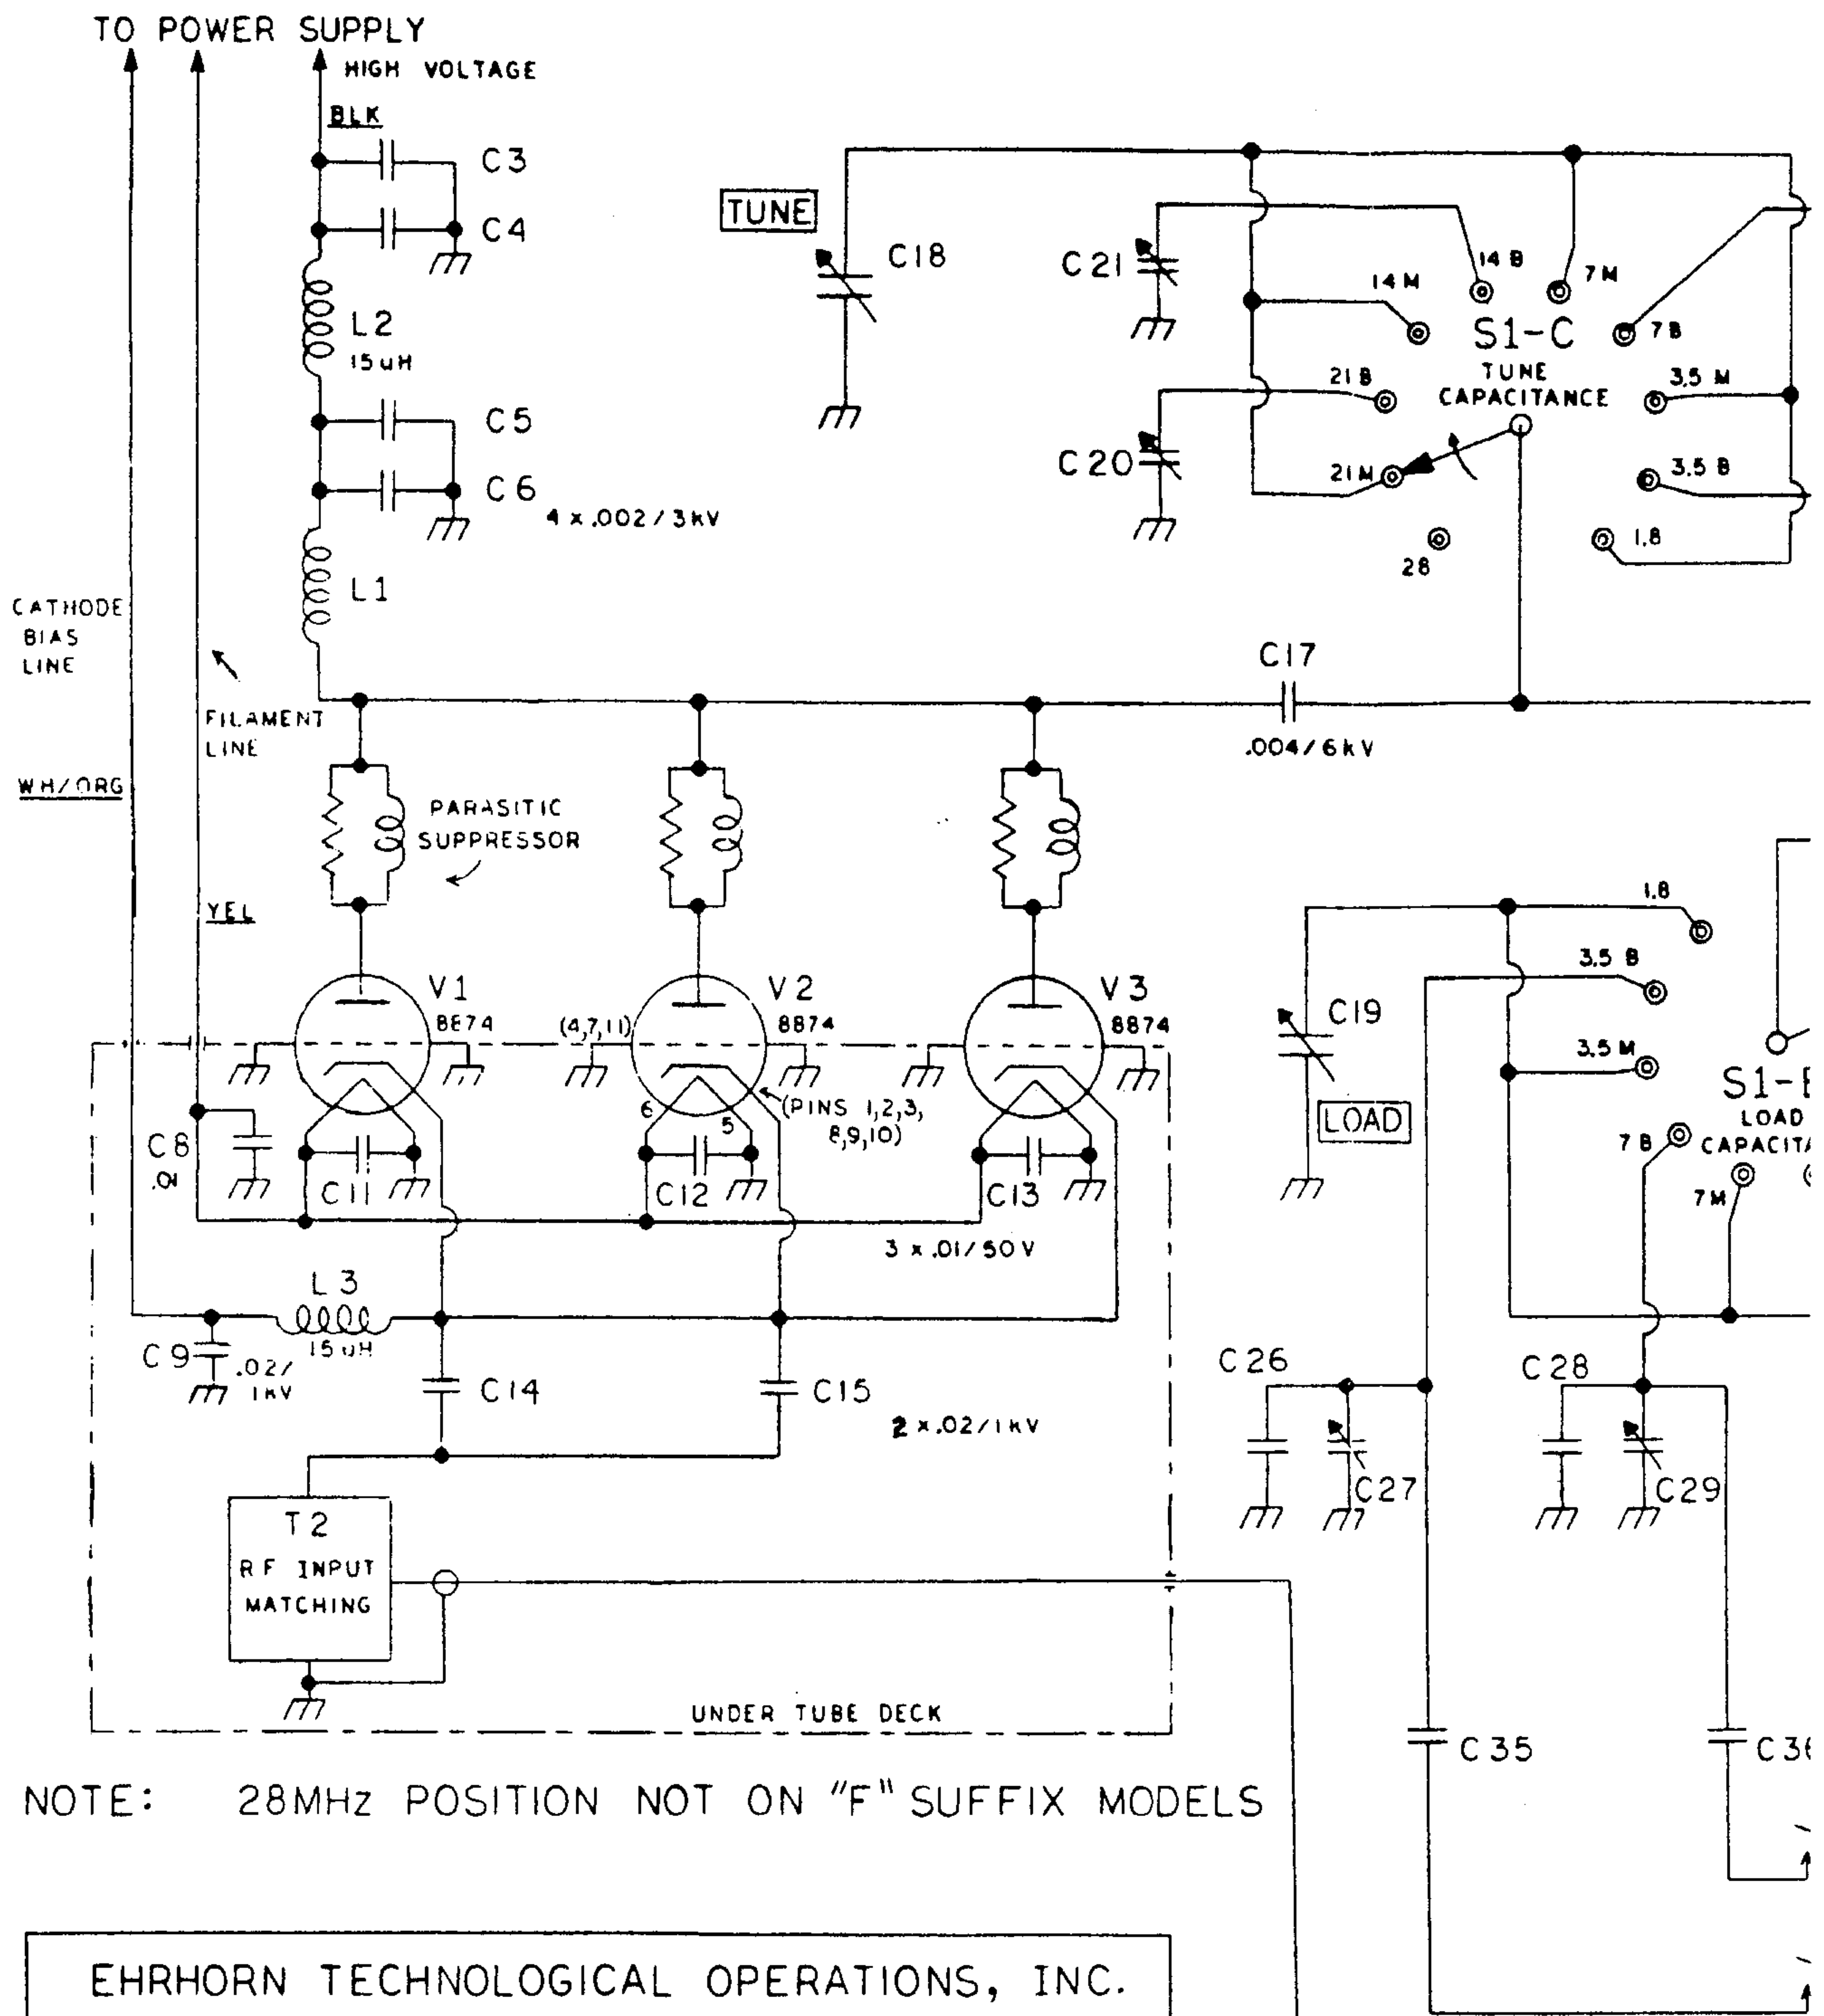 TO POWER SUPPLY
HIGH VOLTAGE
BLK
C3
C4
L2
15uH
C5
C6
4 x .002/3kV
L1
CATHODE
BIAS
LINE
FILAMENT
LINE
WH/ORG
YEL
PARASITIC
SUPPRESSOR
TUNE
C18
C21
C20
14 M
14 B
7 M
7 B
S1-C
TUNE
CAPACITANCE
21 B
3.5 M
21 M
3.5 B
28
1.8
C17
.004/6kV
V1
8874
(4,7,11)
V2
8874
V3
8874
6
5
(PINS 1,2,3,
8,9,10)
C8
.01
C11
C12
C13
3 x .01/50V
L3
15uH
C9
.02/
1kV
C14
C15
2 x .02/1kV
T2
RF INPUT
MATCHING
UNDER TUBE DECK
C19
LOAD
1.8
3.5 B
3.5 M
7 B
7 M
LOAD
C26
C27
C28
C29
C35
NOTE: 28MHz POSITION NOT ON "F" SUFFIX MODELS
EHRHORN TECHNOLOGICAL OPERATIONS, INC.